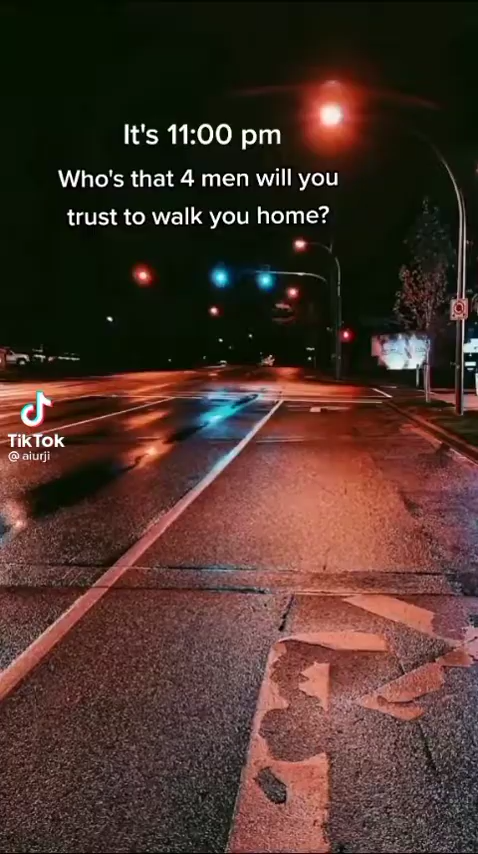 It's 11:00 pm
Who's that 4 men will you
trust to walk you home?
TikTok
@aiurji